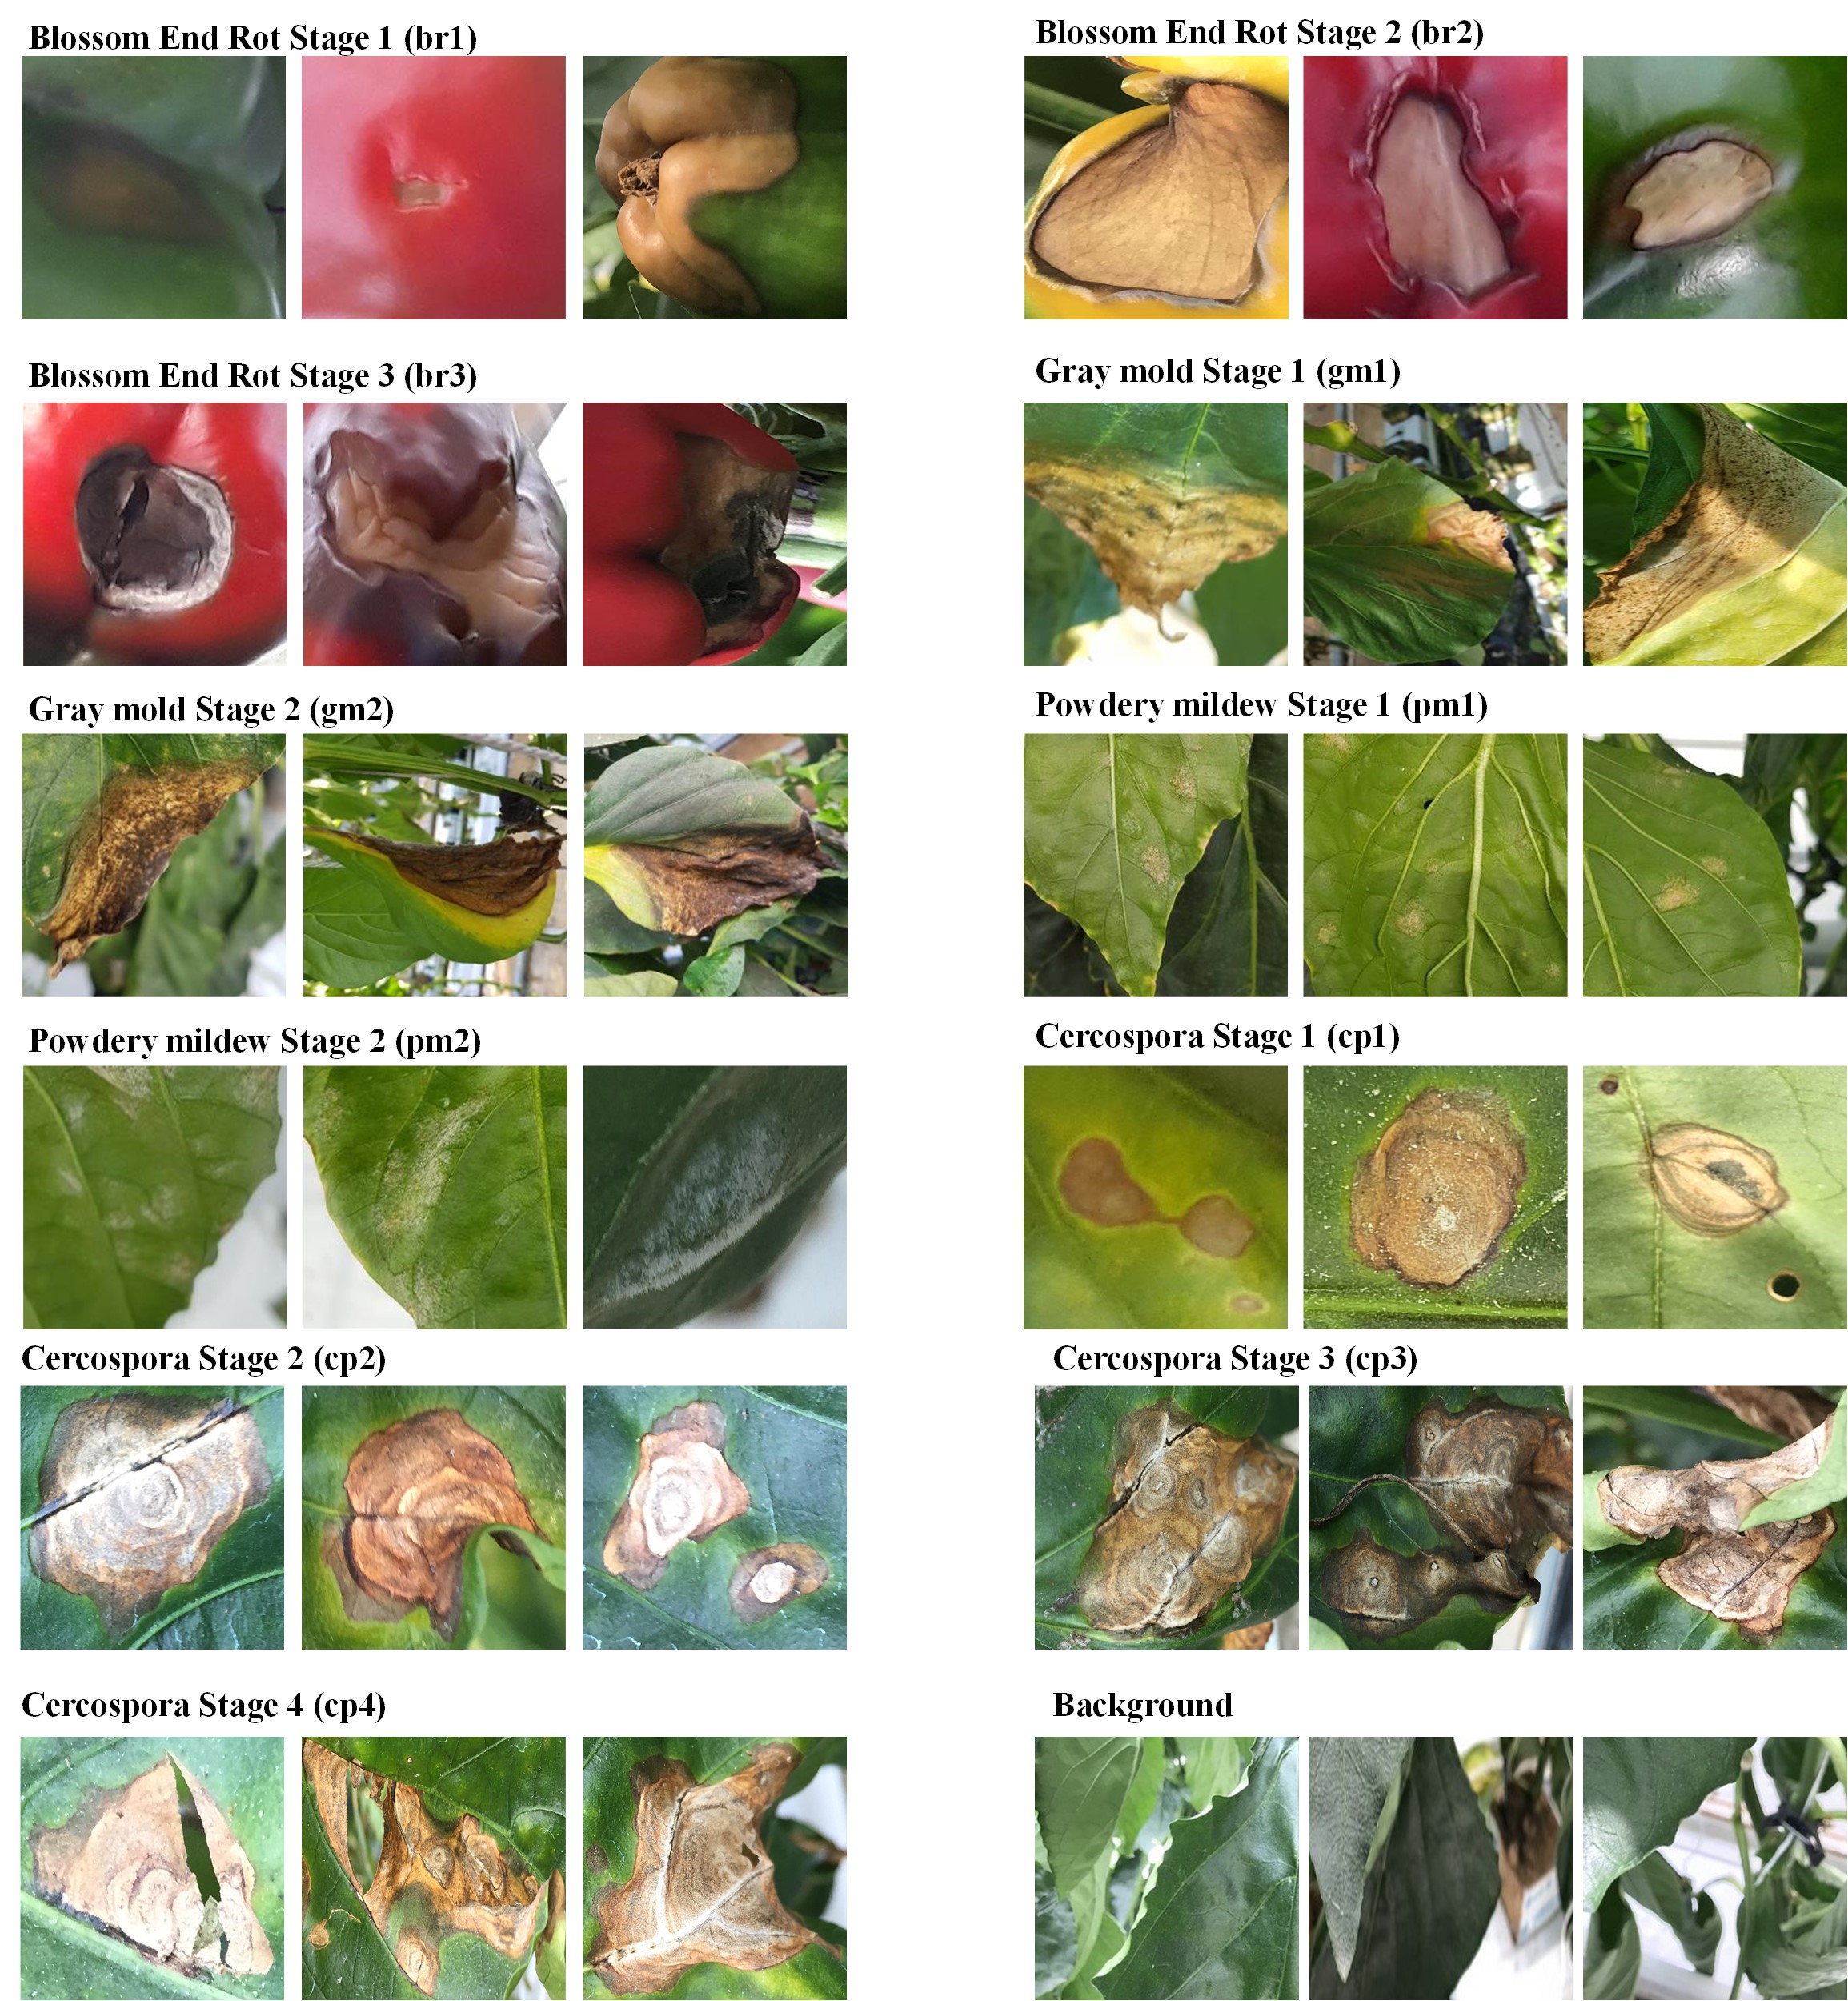 Blossom End Rot Stage 1 (br1)
Blossom End Rot Stage 2 (br2)
Blossom End Rot Stage 3 (br3)
Gray mold Stage 1 (gm1)
Gray mold Stage 2 (gm2)
Powdery mildew Stage 1 (pm1)
Powdery mildew Stage 2 (pm2)
Cercospora Stage 1 (cp1)
Cercospora Stage 2 (cp2)
Cercospora Stage 3 (cp3)
Cercospora Stage 4 (cp4)
Background